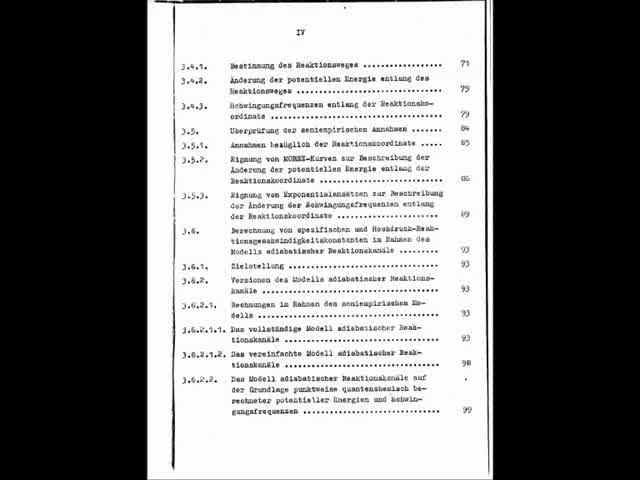 IV
3.4.1. Bestimmung des Reaktionsweges .................. 71
3.4.2. Änderung der potentiellen Energie entlang des
Reaktionsweges ................................. 75
3.4.3. Schwingungsfrequenzen entlang der Reaktionsko-
ordinate ....................................... 79
3.5. Überprüfung der semiempirischen Annahmen ....... 84
3.5.1. Annahmen bezüglich der Reaktionskoordinate ..... 85
3.5.2. Eignung von MORSE-Kurven zur Beschreibung der
Änderung der potentiellen Energie entlang der
Reaktionskoordinate ............................ 86
3.5.3. Eignung von Exponentialansätzen zur Beschreibung
der Änderung der Schwingungsfrequenzen entlang
der Reaktionskoordinate ........................ 89
3.6. Berechnung von spezifischen und Hochdruck-Reak-
tionsgeschwindigkeitskonstanten im Rahmen des
Modells adiabatischer Reaktionskanäle .......... 93
3.6.1. Zielstellung ................................... 93
3.6.2. Versionen des Modells adiabatischer Reaktions-
kanäle ......................................... 93
3.6.2.1. Rechnungen im Rahmen des semiempirischen Mo-
dells .......................................... 93
3.6.2.1.1. Das vollständige Modell adiabatischer Reak-
tionskanäle .................................... 93
3.6.2.1.2. Das vereinfachte Modell adiabatischer Reak-
tionskanäle .................................... 98
3.6.2.2. Das Modell adiabatischer Reaktionskanäle auf
der Grundlage punktweise quantenchemisch be-
rechneter potentieller Energien und Schwin-
gungsfrequenzen ................................ 99